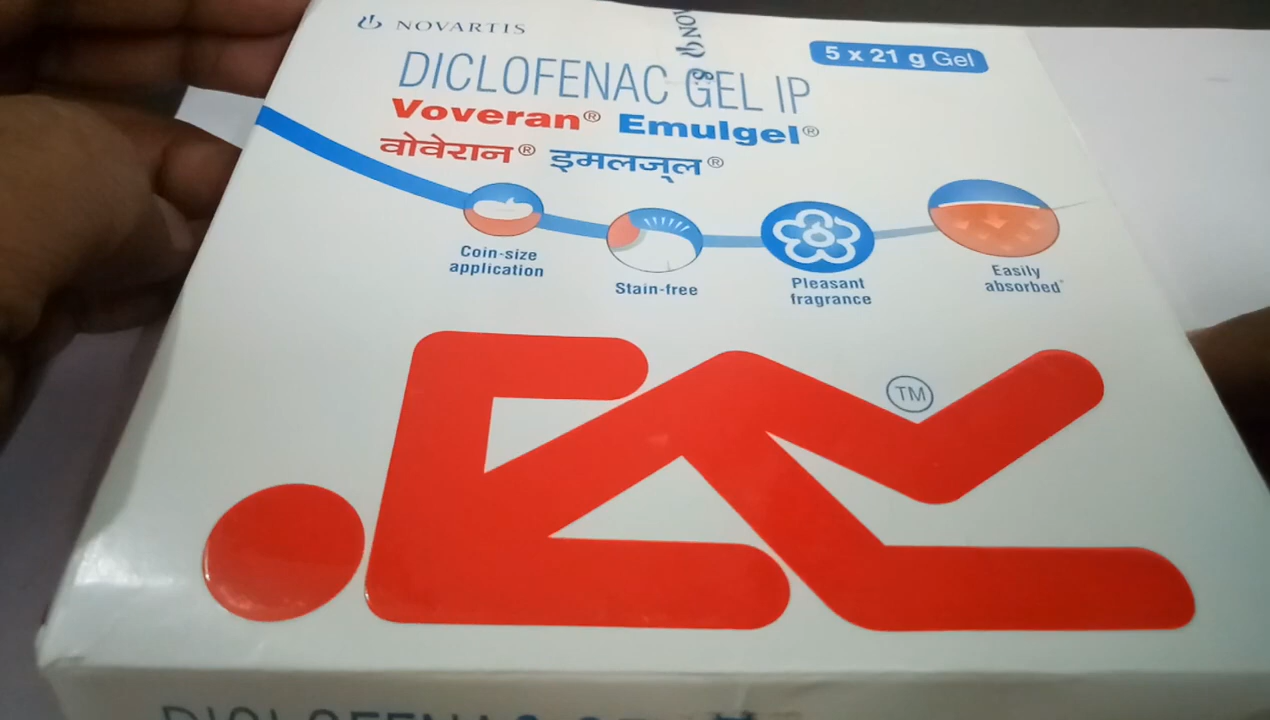 NOVARTIS
NOV
5 x 21 g Gel
DICLOFENAC GEL IP
Voveran® Emulgel®
वोवेरान® इमलज्ल®
Coin-size
application
Stain-free
Pleasant
fragrance
Easily
absorbed*
TM